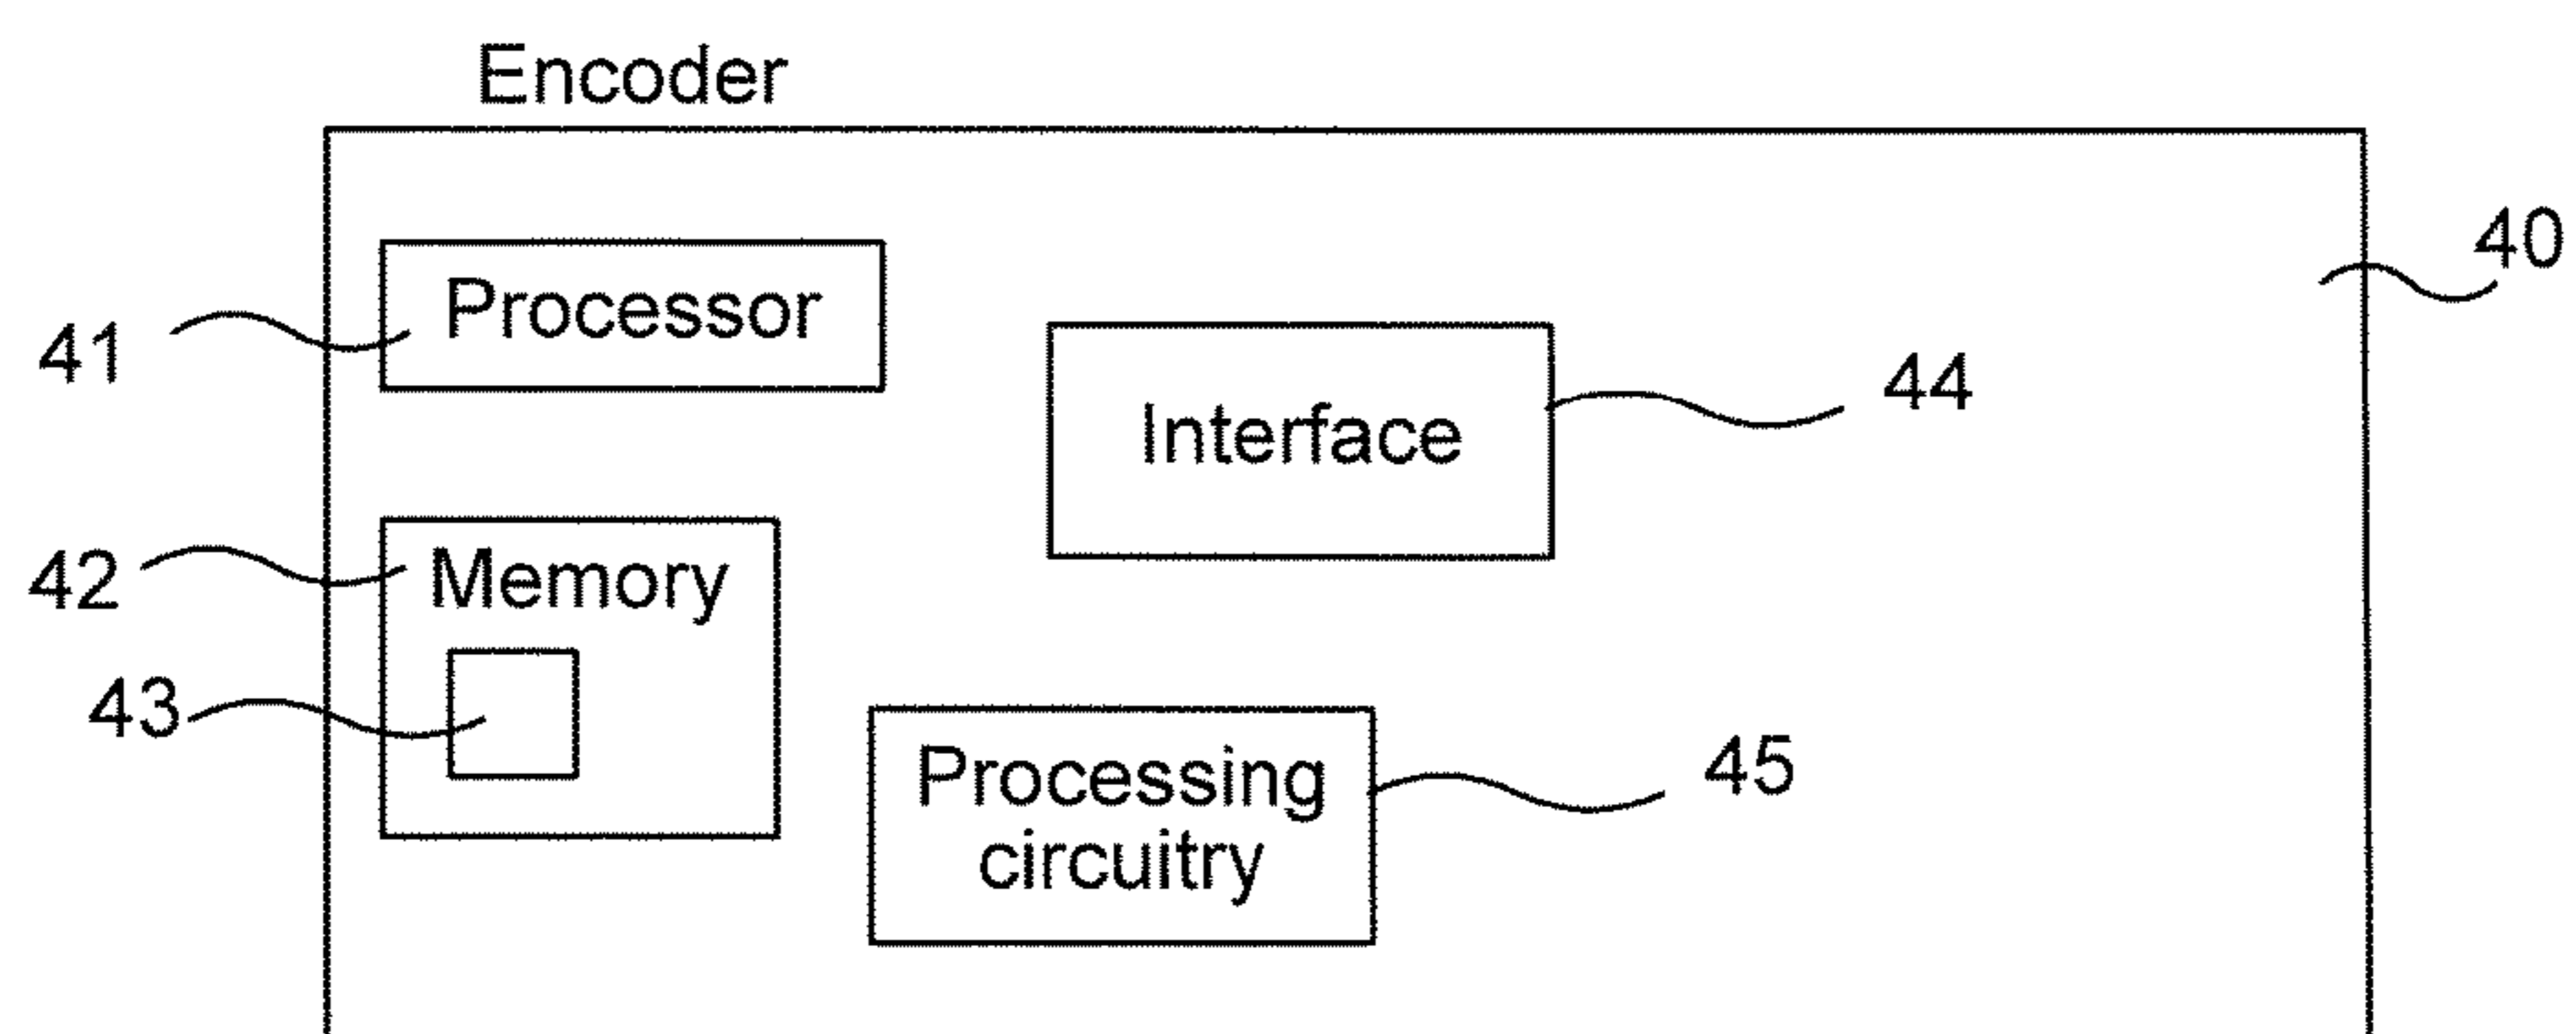 Encoder
40
Processor
41
Interface
44
Memory
42
43
Processing
circuitry
45